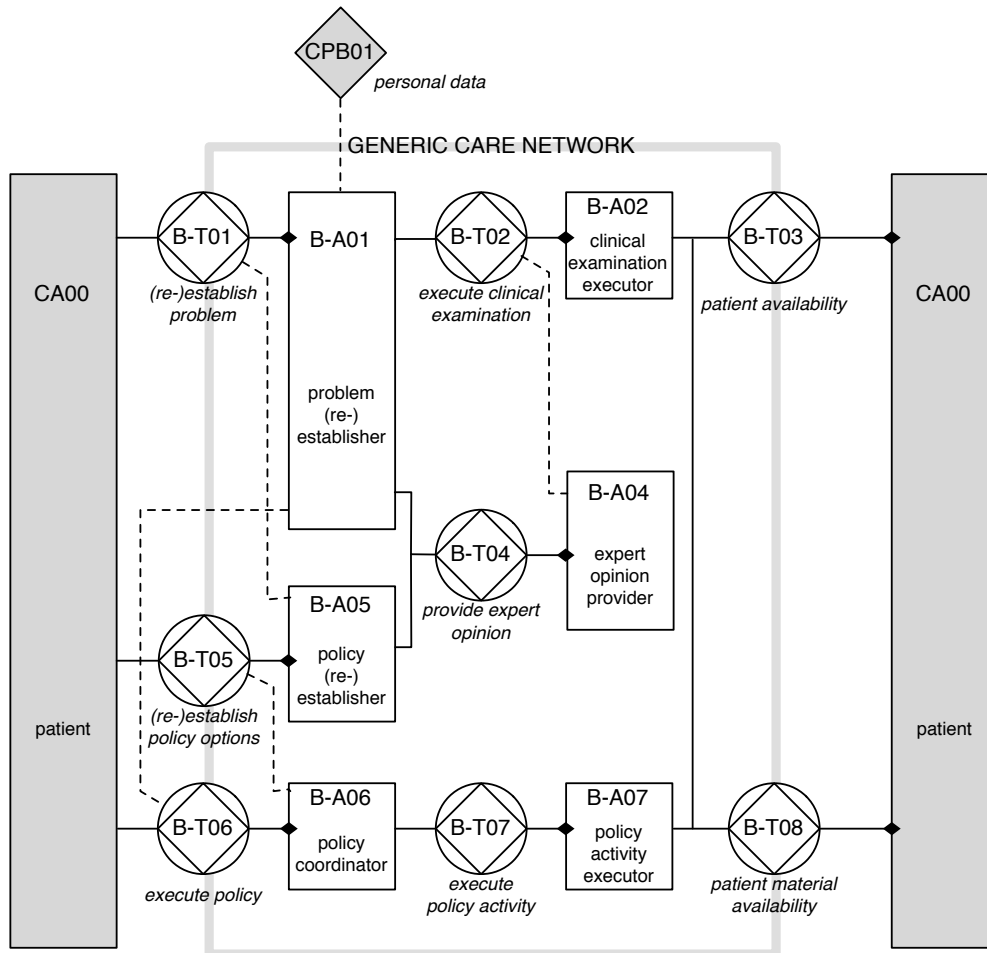 CPB01
personal data
GENERIC CARE NETWORK
CA00
patient
B-T01
(re-)establish
problem
B-A01
problem
(re-)
establisher
B-T02
execute clinical
examination
B-A02
clinical
examination
executor
B-T03
patient availability
CA00
patient
B-A04
expert
opinion
provider
B-T04
provide expert
opinion
B-A05
policy
(re-)
establisher
B-T05
(re-)establish
policy options
B-T06
execute policy
B-A06
policy
coordinator
B-T07
execute
policy activity
B-A07
policy
activity
executor
B-T08
patient material
availability